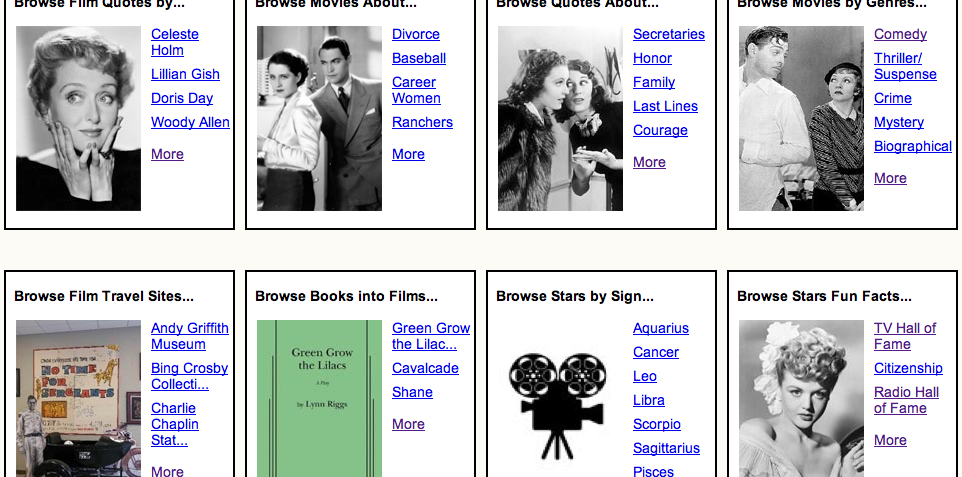 Browse Film Quotes by...
Celeste
Holm
Lillian Gish
Doris Day
Woody Allen
More
Browse Movies About...
Divorce
Baseball
Career
Women
Ranchers
More
Browse Quotes About...
Secretaries
Honor
Family
Last Lines
Courage
More
Browse Movies by Genres...
Comedy
Thriller/
Suspense
Crime
Mystery
Biographical
More
Browse Film Travel Sites...
NO TIME
FOR
SERGEANTS
Andy Griffith
Museum
Bing Crosby
Collecti...
Charlie
Chaplin
Stat...
More
Browse Books into Films...
Green Grow
the Lilacs
A Play
by Lynn Riggs
Green Grow
the Lilac...
Cavalcade
Shane
More
Browse Stars by Sign...
Aquarius
Cancer
Leo
Libra
Scorpio
Sagittarius
Pisces
Browse Stars Fun Facts...
TV Hall of
Fame
Citizenship
Radio Hall
of Fame
More